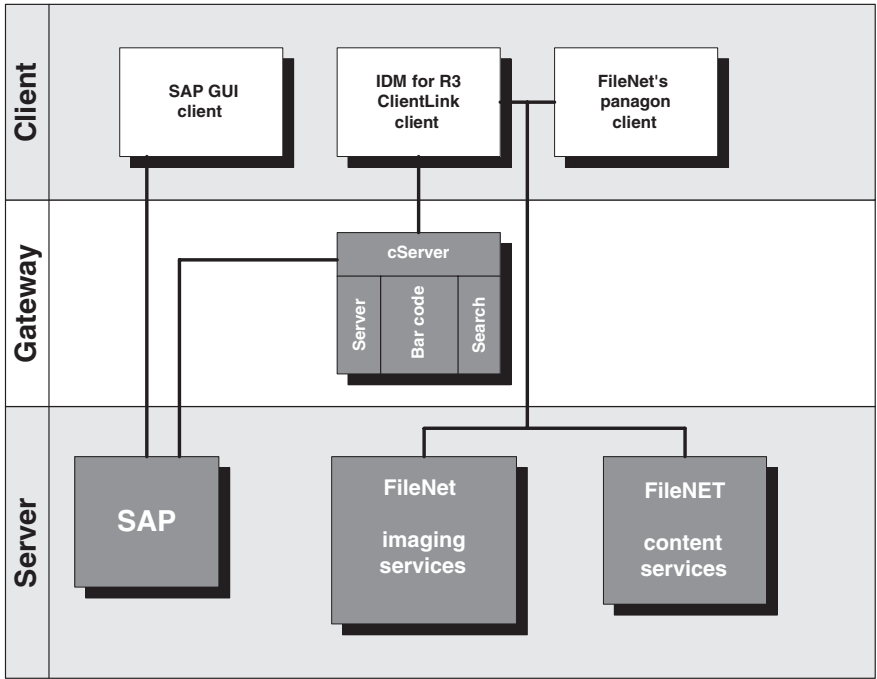 Client
SAP GUI
client
IDM for R3
ClientLink
client
FileNet's
panagon
client
Gateway
cServer
Server
Bar code
Search
Server
SAP
FileNet
imaging
services
FileNET
content
services